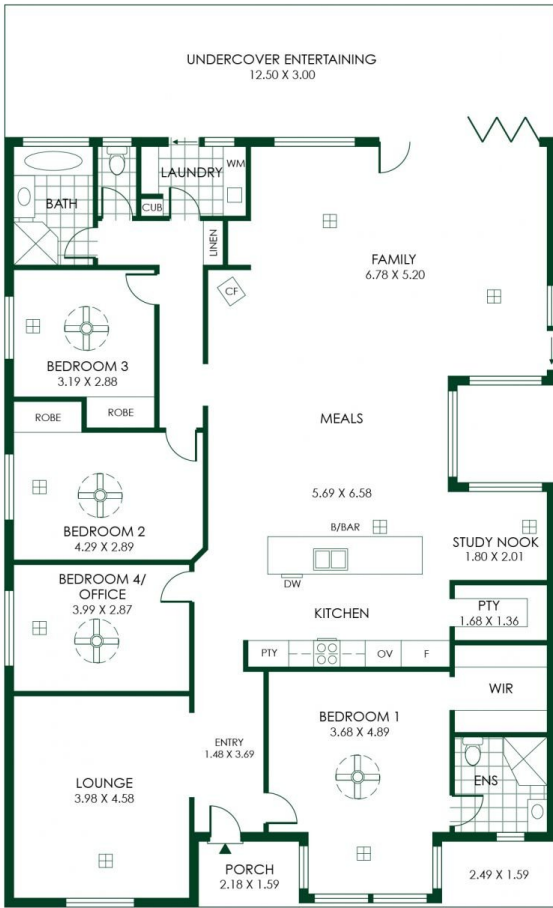 UNDERCOVER ENTERTAINING
12.50 X 3.00
BATH
LAUNDRY
WM
CUB
LINEN
CF
FAMILY
6.78 X 5.20
BEDROOM 3
3.19 X 2.88
ROBE
ROBE
MEALS
5.69 X 6.58
BEDROOM 2
4.29 X 2.89
B/BAR
STUDY NOOK
1.80 X 2.01
DW
BEDROOM 4/
OFFICE
3.99 X 2.87
KITCHEN
PTY
1.68 X 1.36
PTY
OV
F
WIR
BEDROOM 1
3.68 X 4.89
ENTRY
1.48 X 3.69
LOUNGE
3.98 X 4.58
ENS
PORCH
2.18 X 1.59
2.49 X 1.59